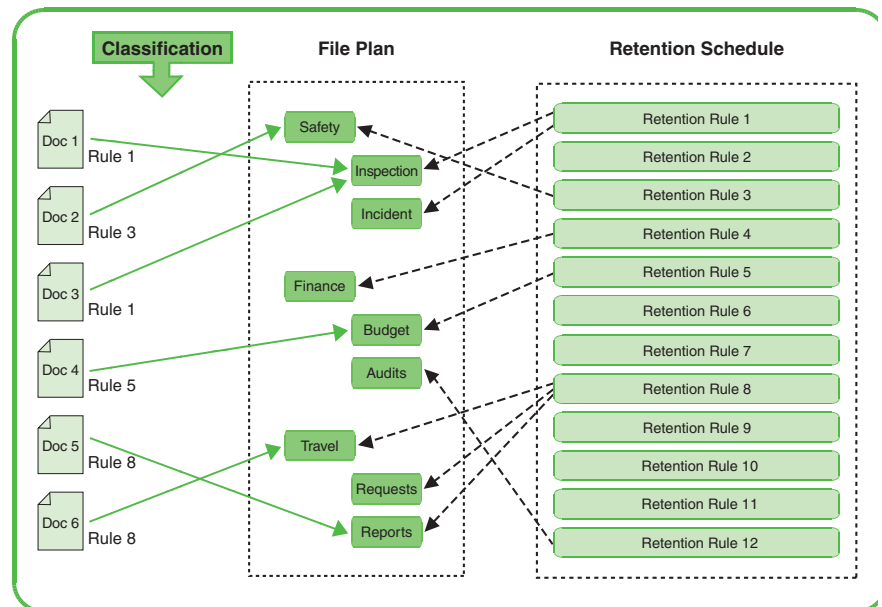 Classification
File Plan
Retention Schedule
Doc 1
Rule 1
Doc 2
Rule 3
Doc 3
Rule 1
Doc 4
Rule 5
Doc 5
Rule 8
Doc 6
Rule 8
Safety
Inspection
Incident
Finance
Budget
Audits
Travel
Requests
Reports
Retention Rule 1
Retention Rule 2
Retention Rule 3
Retention Rule 4
Retention Rule 5
Retention Rule 6
Retention Rule 7
Retention Rule 8
Retention Rule 9
Retention Rule 10
Retention Rule 11
Retention Rule 12